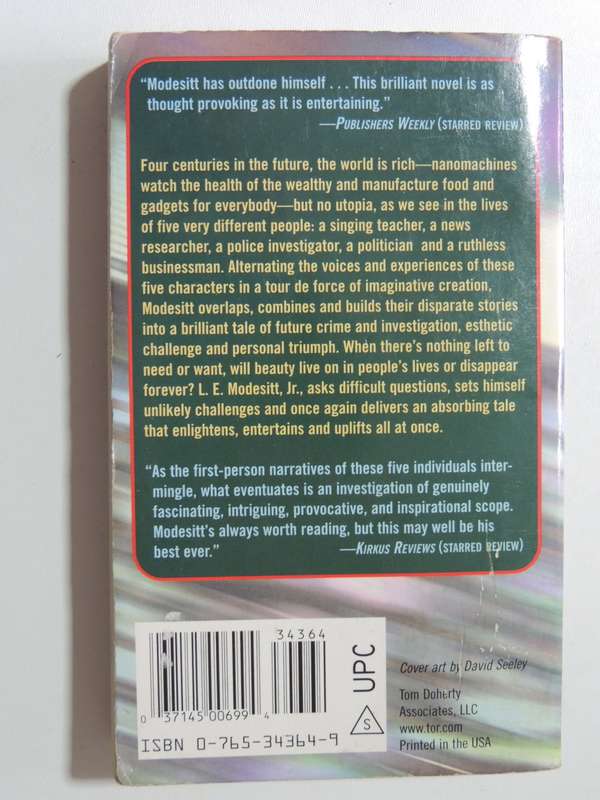 “Modesitt has outdone himself . . . This brilliant novel is as
thought provoking as it is entertaining.”
—Publishers Weekly (starred review)
Four centuries in the future, the world is rich—nanomachines
watch the health of the wealthy and manufacture food and
gadgets for everybody—but no utopia, as we see in the lives
of five very different people: a singing teacher, a news
researcher, a police investigator, a politician and a ruthless
businessman. Alternating the voices and experiences of these
five characters in a tour de force of imaginative creation,
Modesitt overlaps, combines and builds their disparate stories
into a brilliant tale of future crime and investigation, esthetic
challenge and personal triumph. When there's nothing left to
need or want, will beauty live on in people's lives or disappear
forever? L. E. Modesitt, Jr., asks difficult questions, sets himself
unlikely challenges and once again delivers an absorbing tale
that enlightens, entertains and uplifts all at once.
“As the first-person narratives of these five individuals inter-
mingle, what eventuates is an investigation of genuinely
fascinating, intriguing, provocative, and inspirational scope.
Modesitt's always worth reading, but this may well be his
best ever.” —Kirkus Reviews (starred review)
34364
UPC
S
0 37145 00699 4
ISBN 0-765-34364-9
Cover art by David Seeley
Tom Doherty
Associates, LLC
www.tor.com
Printed in the USA